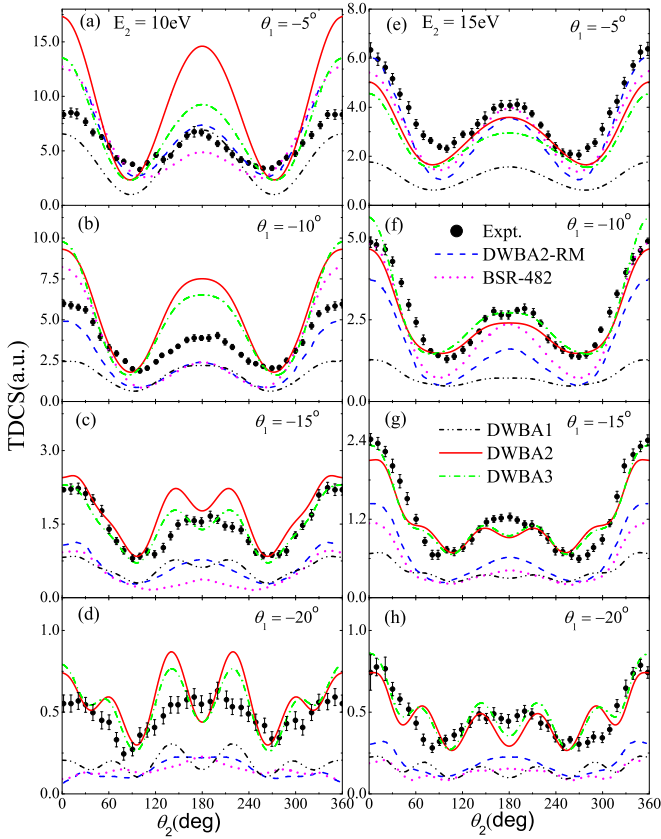 (a) E₂ = 10eV θ₁ = −5°
15.0
10.0
5.0
0.0
(e) E₂ = 15eV θ₁ = −5°
8.0
6.0
4.0
2.0
0.0
(b) θ₁ = −10°
10.0
7.5
5.0
2.5
0.0
(f) θ₁ = −10°
5.0
2.5
0.0
Expt.
DWBA2-RM
BSR-482
TDCS(a.u.)
(c) θ₁ = −15°
3.0
1.5
0.0
(g) θ₁ = −15°
2.4
1.2
0.0
DWBA1
DWBA2
DWBA3
(d) θ₁ = −20°
1.0
0.5
0.0
(h) θ₁ = −20°
1.0
0.5
0.0
0 60 120 180 240 300 360
0 60 120 180 240 300 360
θ₂(deg)
θ₂(deg)